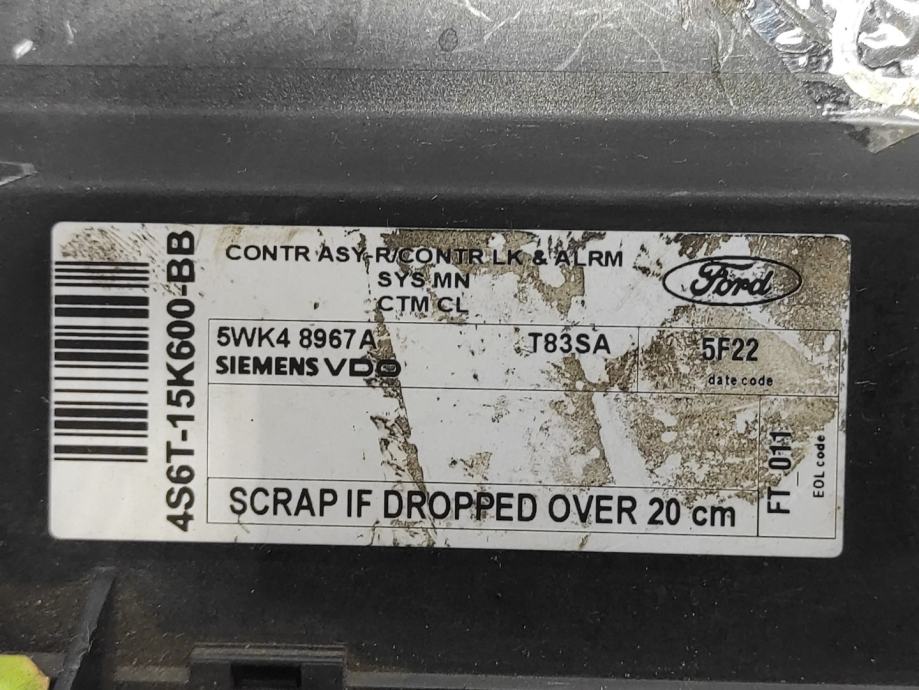 4S6T-15K600-BB
CONTR ASY-R/CONTR LK & ALRM
SYS MN
CTM CL
Ford
5WK4 8967A T83SA 5F22
SIEMENS VDO date code
FT_011
EOL code
SCRAP IF DROPPED OVER 20 cm